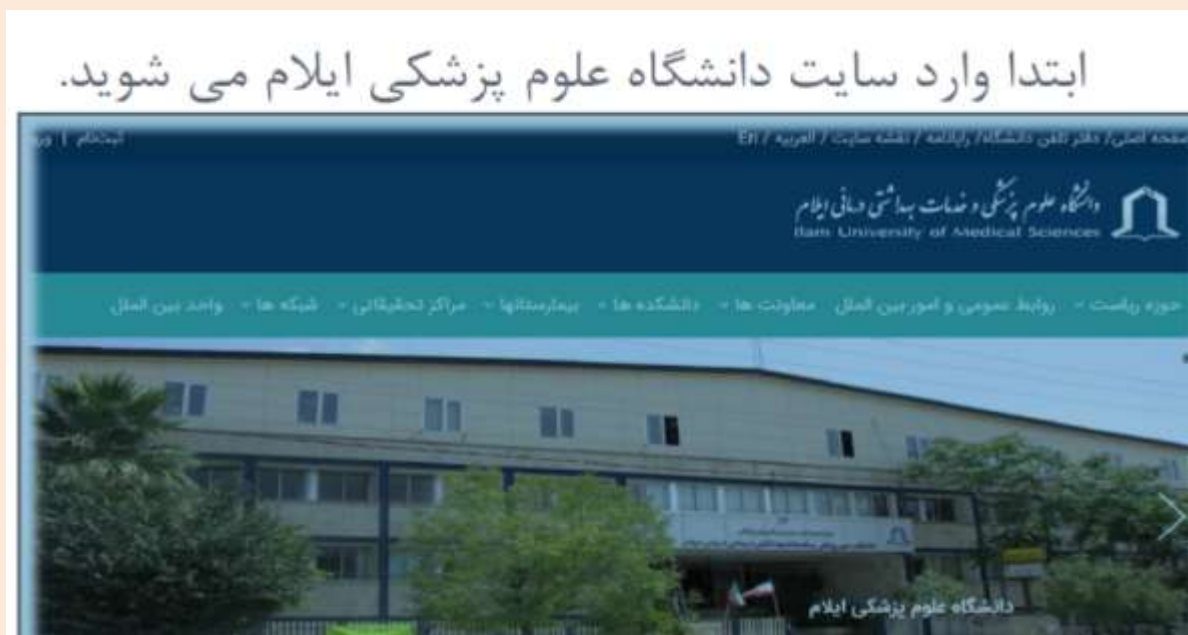 ابتدا وارد سایت دانشگاه علوم پزشکی ایلام می شوید.
صفحه اصلی/ دفتر تلفن دانشگاه/ رایانامه / نقشه سایت / العربیه / En
ثبت‌نام |
دانشگاه علوم پزشکی و خدمات بهداشتی درمانی ایلام
Ilam University of Medical Sciences
حوزه ریاست روابط عمومی و امور بین الملل معاونت ها دانشکده ها بیمارستانها مراکز تحقیقاتی شبکه ها واحد بین الملل
دانشگاه علوم پزشکی ایلام